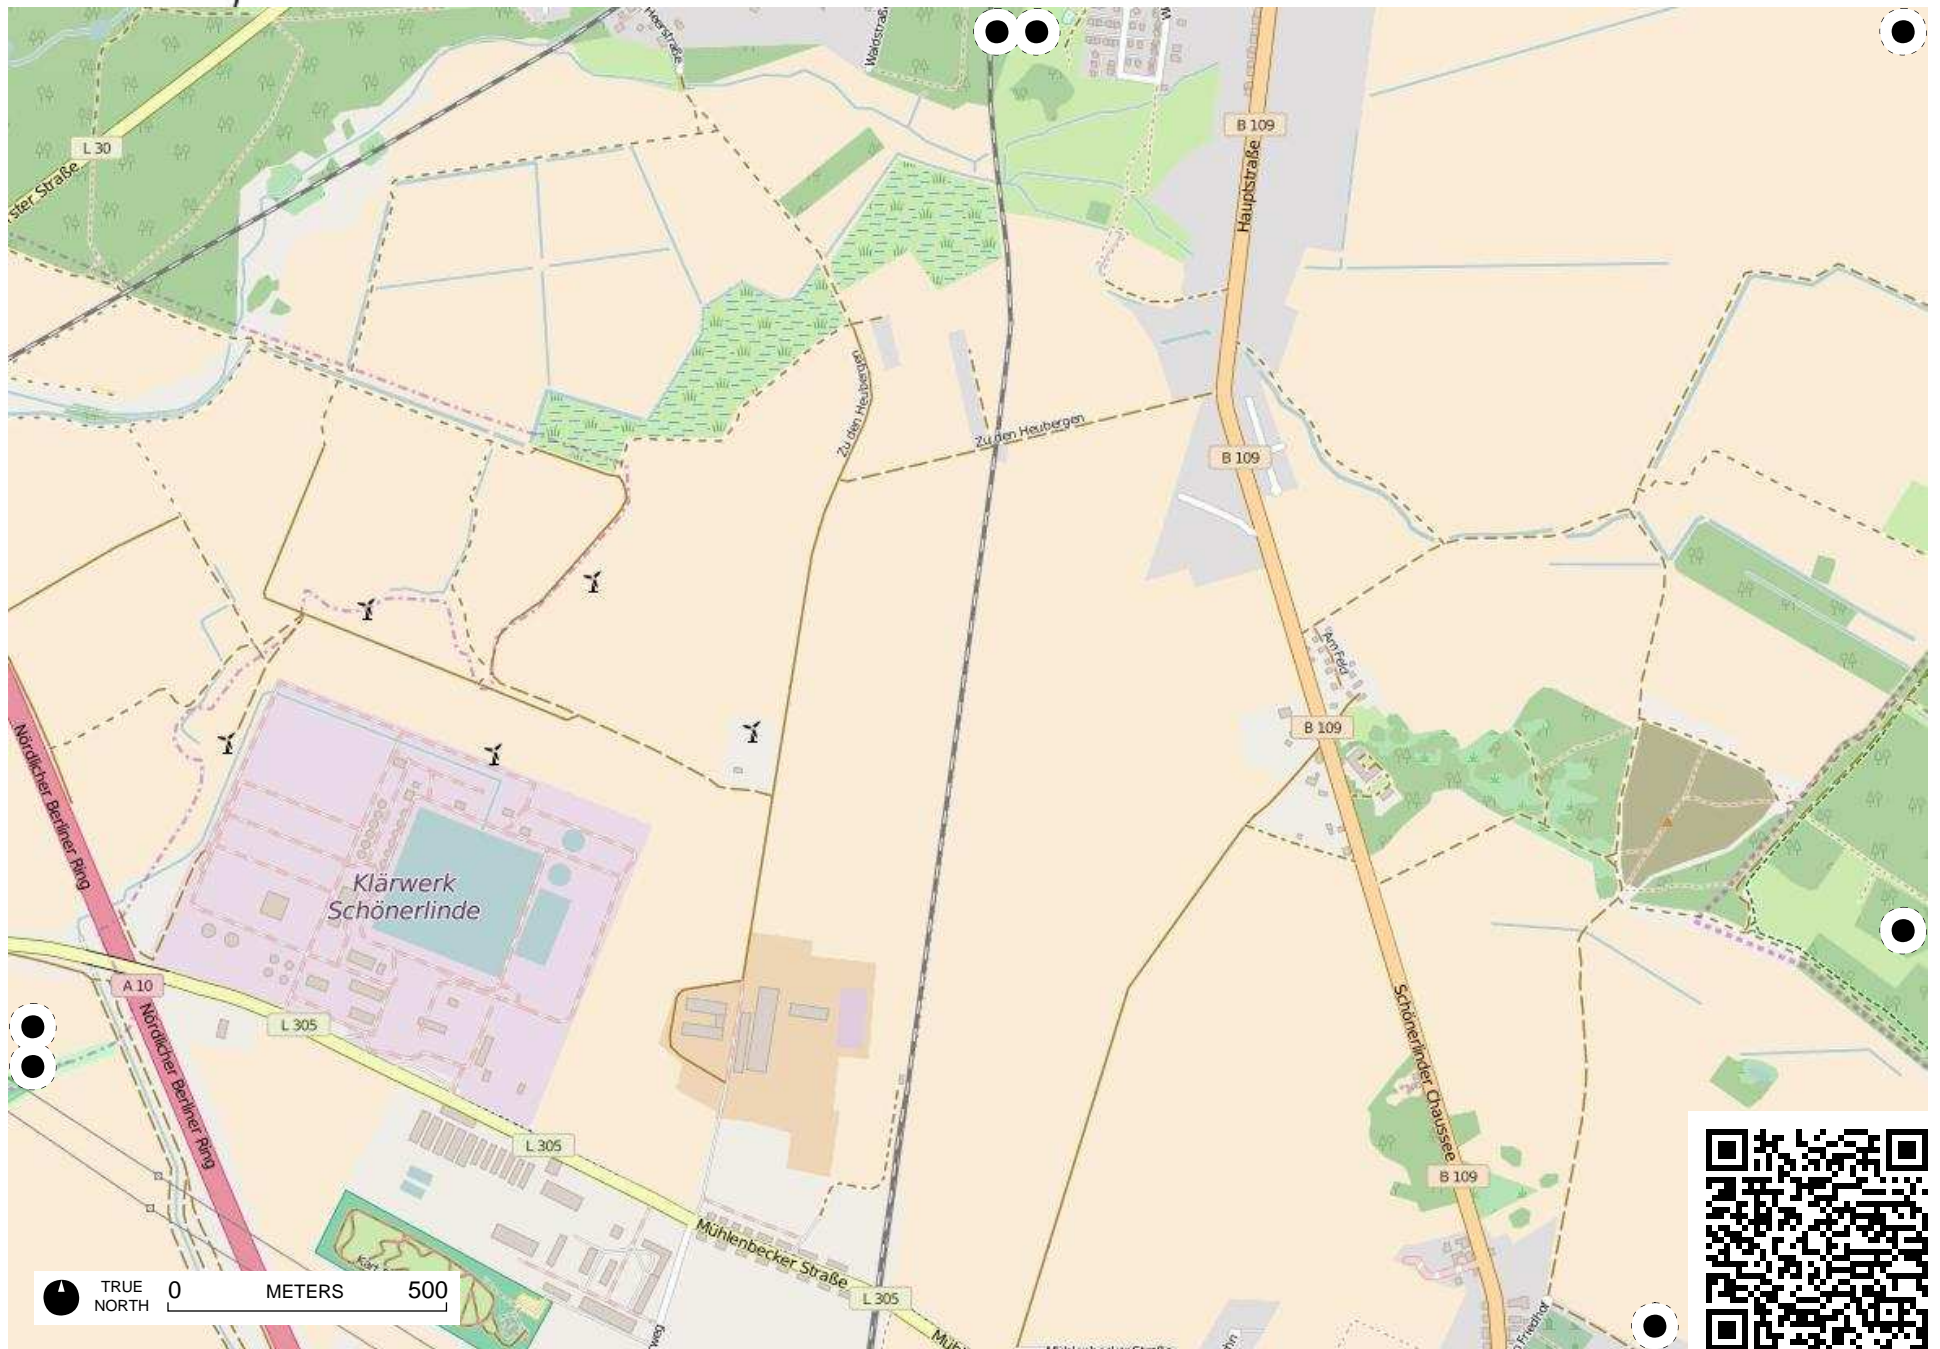 Heerstraße
Waldstraße
L 30
B 109
Hauptstraße
Zu den Heubergen
Zu den Heubergen
B 109
Am Feld
B 109
Nördlicher Berliner Ring
Klärwerk
Schönerlinde
A 10
Nördlicher Berliner Ring
L 305
Schönerlinder Chaussee
L 305
B 109
Mühlenbecker Straße
L 305
TRUE
NORTH
0 METERS 500
Mühlenbecker Straße